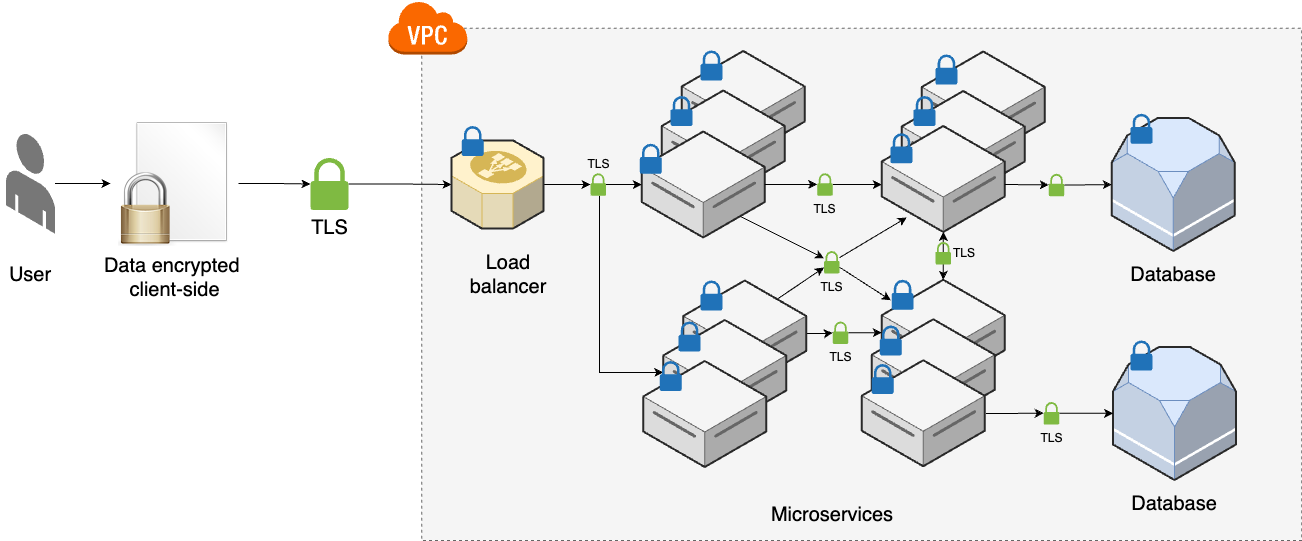 VPC
User
Data encrypted
client-side
TLS
Load
balancer
TLS
TLS
TLS
TLS
TLS
TLS
Database
Database
Microservices